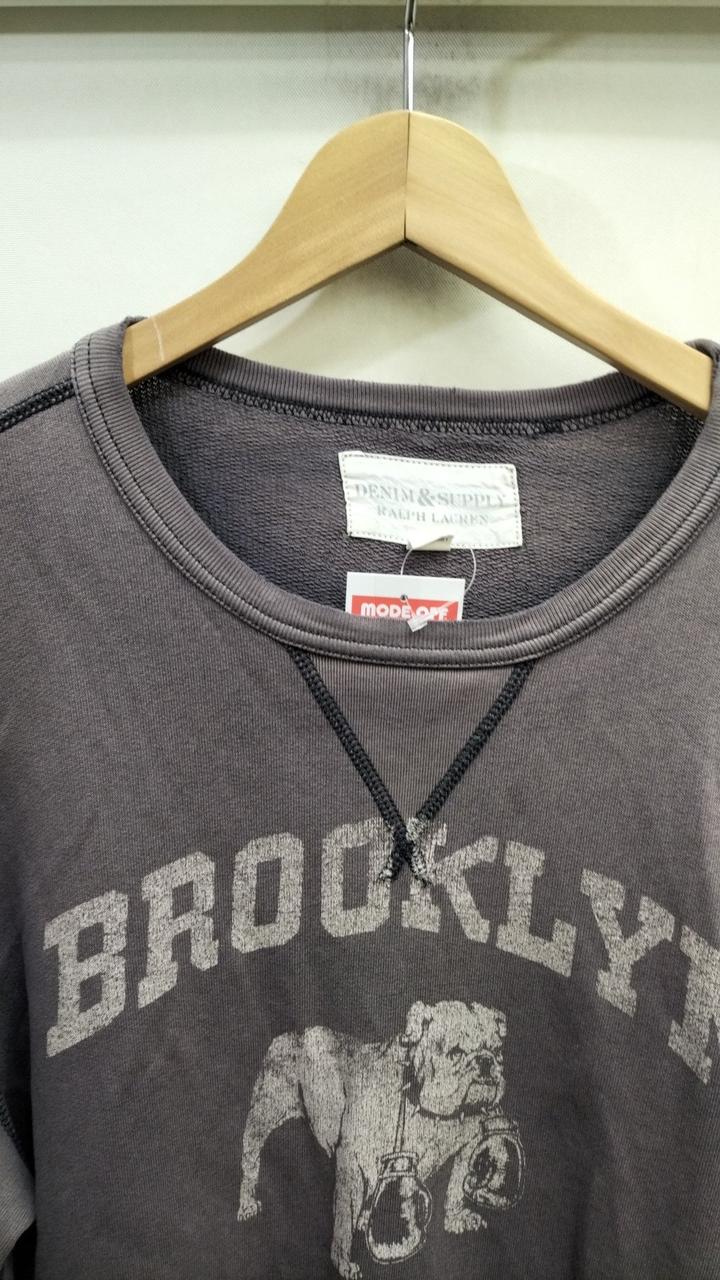 DENIM & SUPPLY
RALPH LAUREN
MODE OFF
BROOKLYN